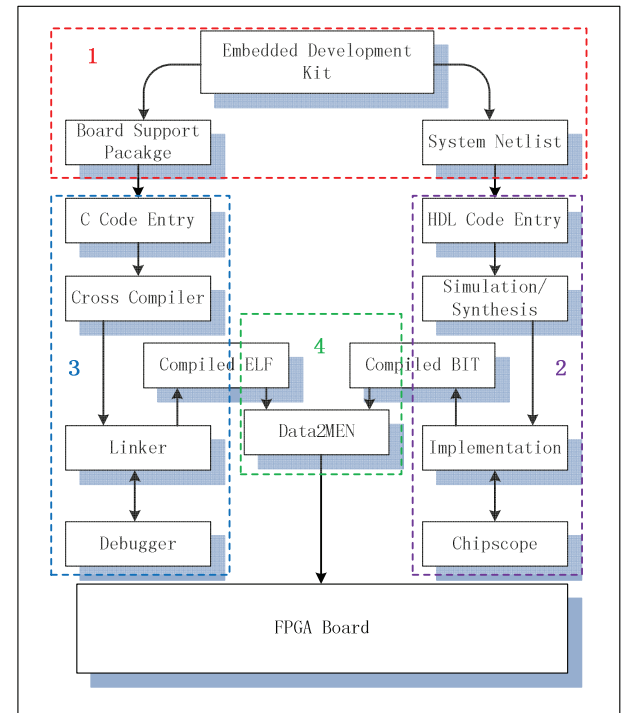 1
Embedded Development
Kit
Board Support
Pacakge
System Netlist
C Code Entry
HDL Code Entry
Cross Compiler
Simulation/
Synthesis
3
Compiled ELF
4
Compiled BIT
2
Linker
Data2MEN
Implementation
Debugger
Chipscope
FPGA Board